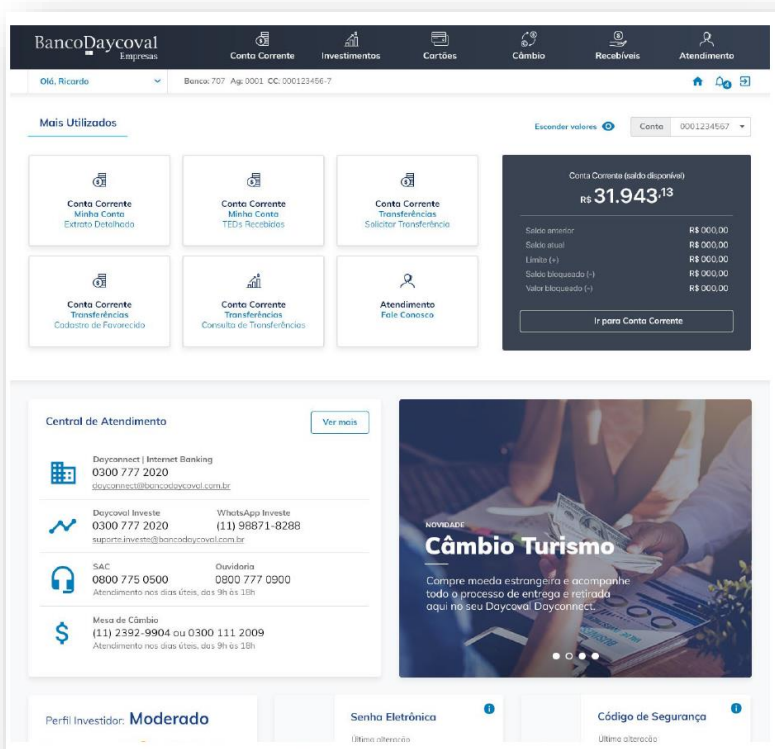 BancoDaycoval
Empresas
Conta Corrente
Investimentos
Cartões
Câmbio
Recebíveis
Atendimento
Olá, Ricardo
Banco: 707 Ag: 0001 CC: 000123456-7
4
Mais Utilizados
Esconder valores
Conta 0001234567
Conta Corrente
Minha Conta
Extrato Detalhado
Conta Corrente
Minha Conta
TEDs Recebidas
Conta Corrente
Transferências
Solicitar Transferência
Conta Corrente
Transferências
Cadastro de Favorecido
Conta Corrente
Transferências
Consulta de Transferências
Atendimento
Fale Conosco
Conta Corrente (saldo disponível)
R$ 31.943,13
Saldo anterior R$ 000,00
Saldo atual R$ 000,00
Limite (+) R$ 000,00
Saldo bloqueado (-) R$ 000,00
Valor bloqueado (-) R$ 000,00
Ir para Conta Corrente
Central de Atendimento
Ver mais
Dayconnect | Internet Banking
0300 777 2020
dayconnect@bancodaycoval.com.br
Daycoval Investe
0300 777 2020
suporte.investe@bancodaycoval.com.br
WhatsApp Investe
(11) 98871-8288
SAC
0800 775 0500
Ouvidoria
0800 777 0900
Atendimento nos dias úteis, das 9h às 18h
Mesa de Câmbio
(11) 2392-9904 ou 0300 111 2009
Atendimento nos dias úteis, das 9h às 18h
NOVIDADE
Câmbio Turismo
Compre moeda estrangeira e acompanhe
todo o processo de entrega e retirada
aqui no seu Daycoval Dayconnect.
BUSINESS
Perfil Investidor: Moderado
Senha Eletrônica
Última alteração
Código de Segurança
Última alteração